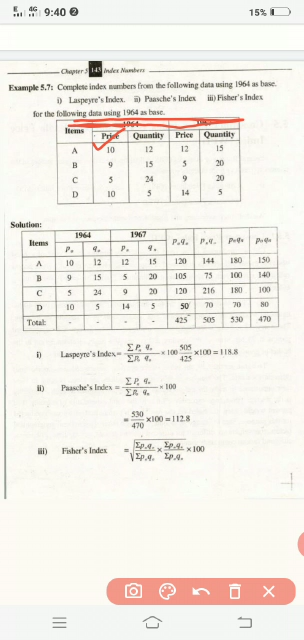 E 4G 9:40
15%
Chapter 5 145 Index Numbers
Example 5.7: Complete index numbers from the following data using 1964 as base.
i) Laspeyre's Index. ii) Paasche's Index iii) Fisher's Index
for the following data using 1964 as base.
Items 1964
Price Quantity Price Quantity
A 10 12 12 15
B 9 15 5 20
C 5 24 9 20
D 10 5 14 5
Solution:
Items 1964 1967
A 10 12 12 15 120 144 180 150
B 9 15 5 20 105 75 100 140
C 5 24 9 20 120 216 180 100
D 10 5 14 5 50 70 70 80
Total: - - - - 425 505 530 470
i) Laspeyre's Index= × 100 505/425 ×100 = 118.8
ii) Paasche's Index = × 100
= 530/470 ×100 = 112.8
iii) Fisher's Index = × 100